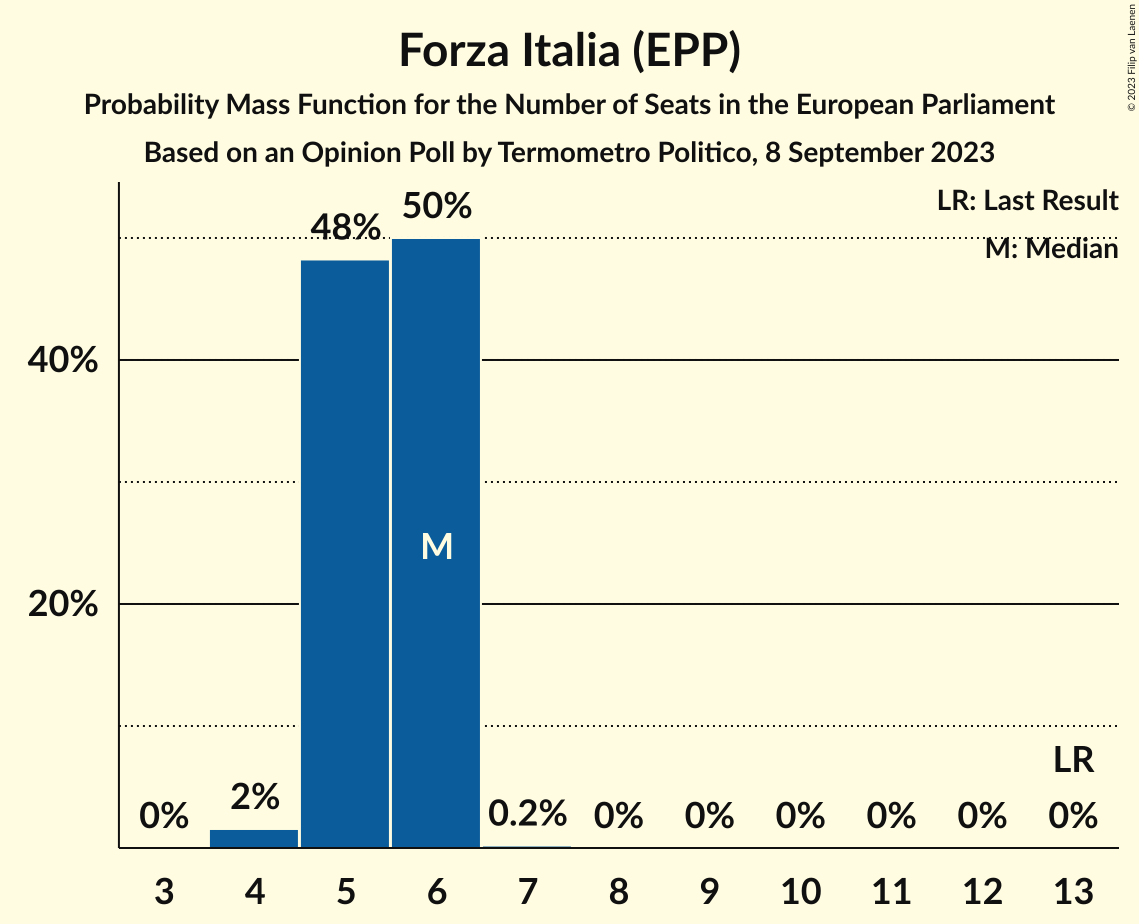 © 2023 Filip van Laenen
Forza Italia (EPP)
Probability Mass Function for the Number of Seats in the European Parliament
Based on an Opinion Poll by Termometro Politico, 8 September 2023
LR: Last Result
M: Median
48%
50%
40%
M
20%
LR
0%
2%
0.2%
0%
0%
0%
0%
0%
0%
3 4 5 6 7 8 9 10 11 12 13